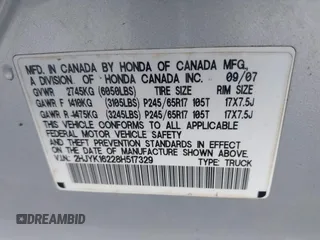 MFD. IN CANADA BY HONDA OF CANADA MFG.,
A DIVISION OF HONDA CANADA INC. 09/07
GVWR 2745KG (6050LBS) TIRE SIZE RIM SIZE
GAWR F 1410KG (3105LBS) P245/65R17 105T 17X7.5J
GAWR R 1475KG (3245LBS) P245/65R17 105T 17X7.5J
THIS VEHICLE CONFORMS TO ALL APPLICABLE
FEDERAL MOTOR VEHICLE SAFETY AND
THEFT PREVENTION STANDARDS IN EFFECT ON
THE DATE OF MANUFACTURE SHOWN ABOVE.
V.I.N: 2HJYK16228H517329 TYPE: TRUCK
© DREAMBID